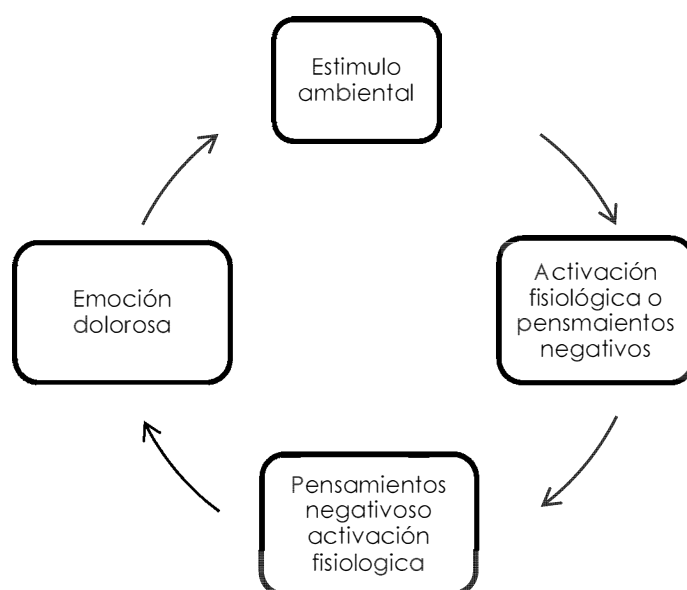 Estimulo
ambiental
Activación
fisiológica o
pensmaientos
negativos
Pensamientos
negativoso
activación
fisiologica
Emoción
dolorosa